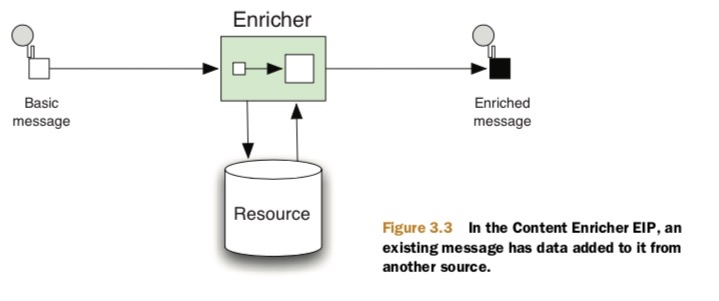 Enricher
Basic
message
Enriched
message
Resource
Figure 3.3 In the Content Enricher EIP, an
existing message has data added to it from
another source.